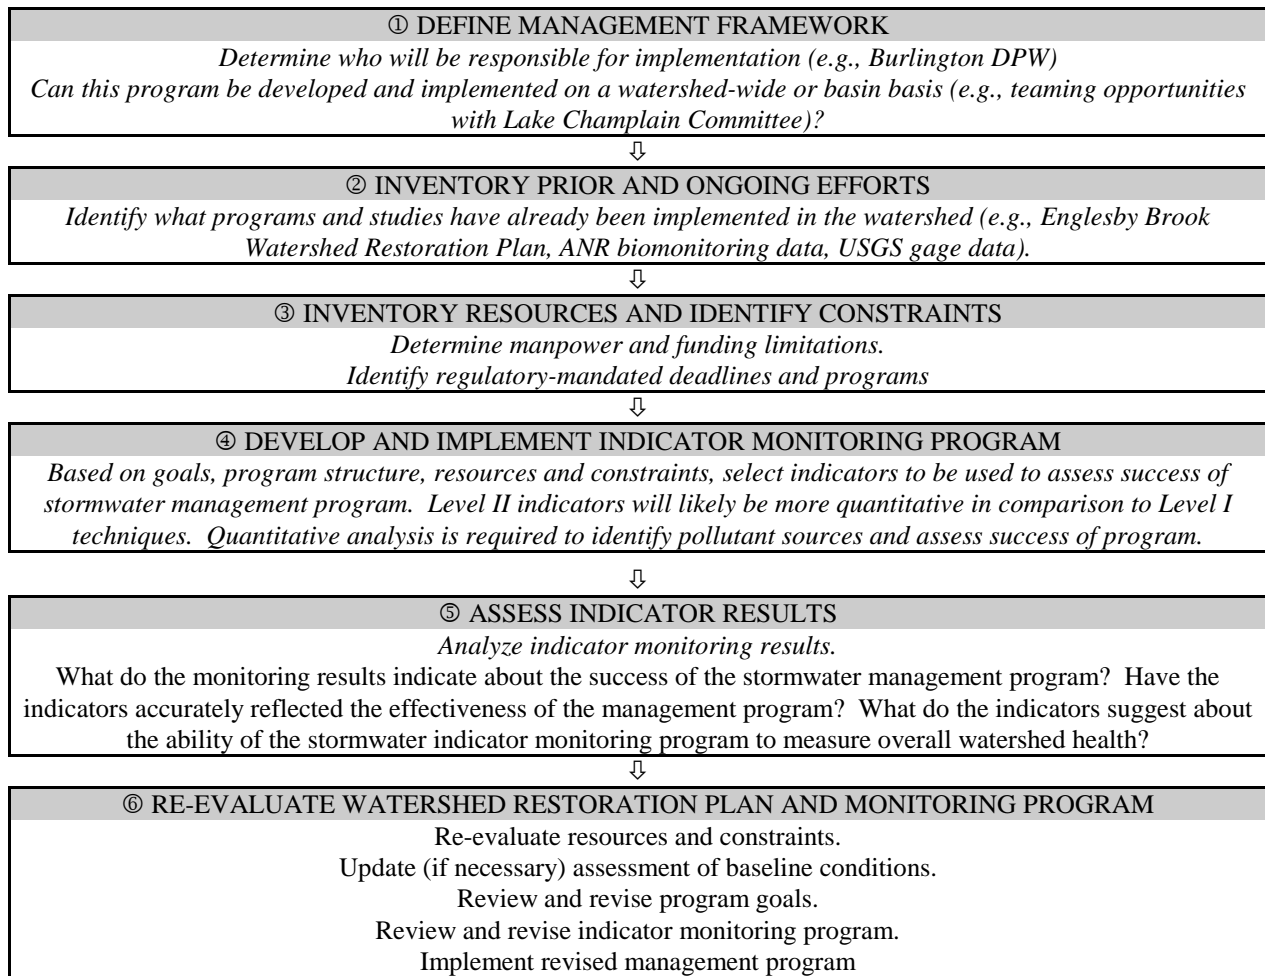 ① DEFINE MANAGEMENT FRAMEWORK
Determine who will be responsible for implementation (e.g., Burlington DPW)
Can this program be developed and implemented on a watershed-wide or basin basis (e.g., teaming opportunities
with Lake Champlain Committee)?
⇩
② INVENTORY PRIOR AND ONGOING EFFORTS
Identify what programs and studies have already been implemented in the watershed (e.g., Englesby Brook
Watershed Restoration Plan, ANR biomonitoring data, USGS gage data).
⇩
③ INVENTORY RESOURCES AND IDENTIFY CONSTRAINTS
Determine manpower and funding limitations.
Identify regulatory-mandated deadlines and programs
⇩
④ DEVELOP AND IMPLEMENT INDICATOR MONITORING PROGRAM
Based on goals, program structure, resources and constraints, select indicators to be used to assess success of
stormwater management program. Level II indicators will likely be more quantitative in comparison to Level I
techniques. Quantitative analysis is required to identify pollutant sources and assess success of program.
⇩
⑤ ASSESS INDICATOR RESULTS
Analyze indicator monitoring results.
What do the monitoring results indicate about the success of the stormwater management program? Have the
indicators accurately reflected the effectiveness of the management program? What do the indicators suggest about
the ability of the stormwater indicator monitoring program to measure overall watershed health?
⇩
⑥ RE-EVALUATE WATERSHED RESTORATION PLAN AND MONITORING PROGRAM
Re-evaluate resources and constraints.
Update (if necessary) assessment of baseline conditions.
Review and revise program goals.
Review and revise indicator monitoring program.
Implement revised management program